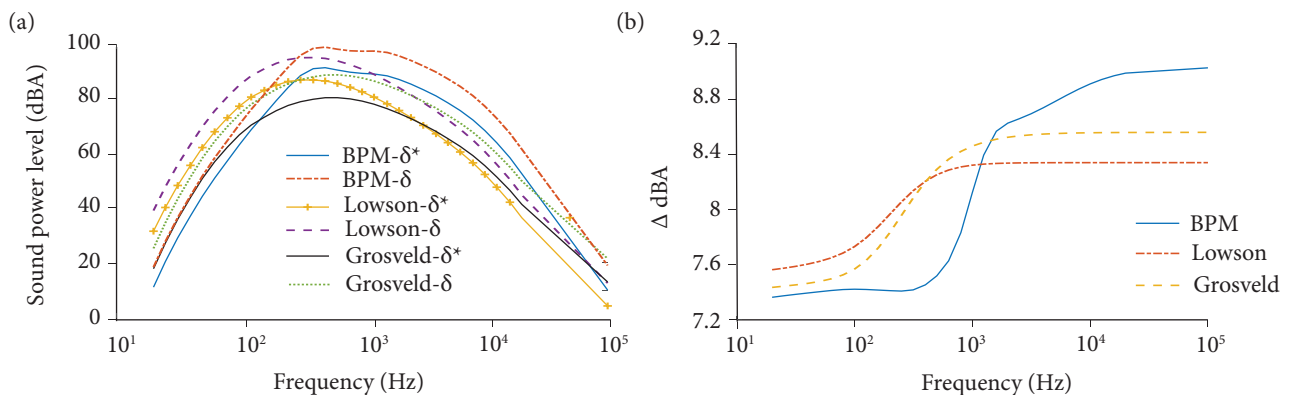 (a)
Sound power level (dBA)
100
80
60
40
20
0
BPM-δ*
BPM-δ
Lowson-δ*
Lowson-δ
Grosveld-δ*
Grosveld-δ
10¹
10²
10³
10⁴
10⁵
Frequency (Hz)
(b)
Δ dBA
9.2
8.8
8.4
8
7.6
7.2
BPM
Lowson
Grosveld
10¹
10²
10³
10⁴
10⁵
Frequency (Hz)